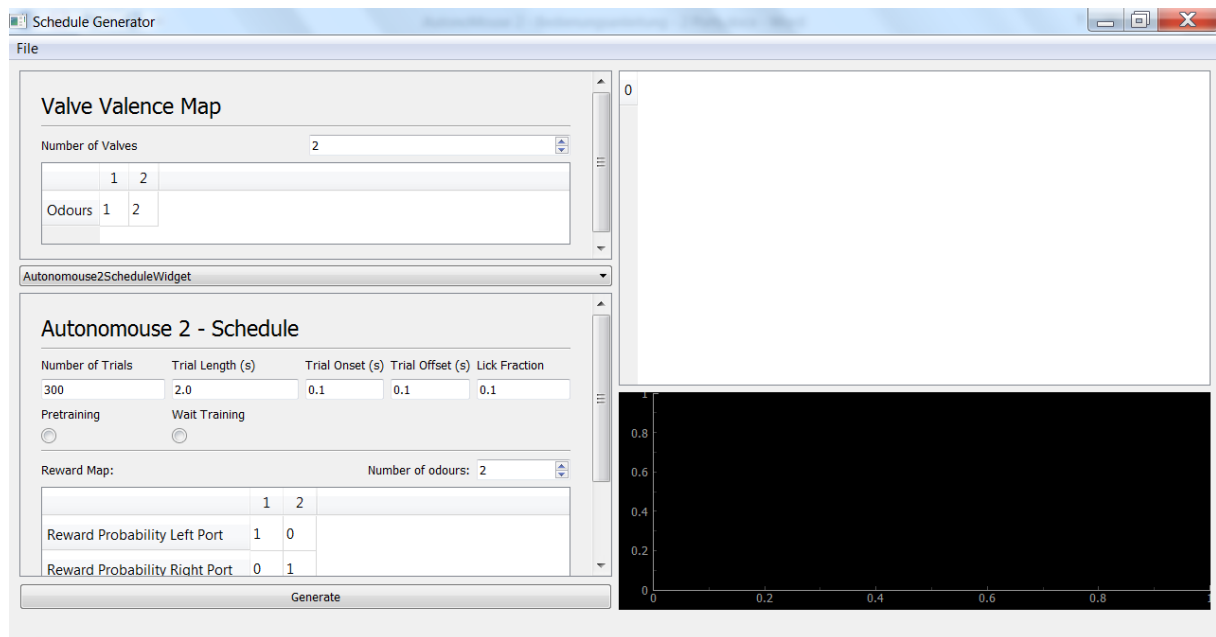 Schedule Generator
File
Valve Valence Map
Number of Valves 2
1 2
Odours 1 2
Autonomouse2ScheduleWidget
Autonomouse 2 - Schedule
Number of Trials Trial Length (s) Trial Onset (s) Trial Offset (s) Lick Fraction
300 2.0 0.1 0.1 0.1
Pretraining Wait Training
Reward Map: Number of odours: 2
1 2
Reward Probability Left Port 1 0
Reward Probability Right Port 0 1
Generate
0
1
0.8
0.6
0.4
0.2
0
0 0.2 0.4 0.6 0.8 1